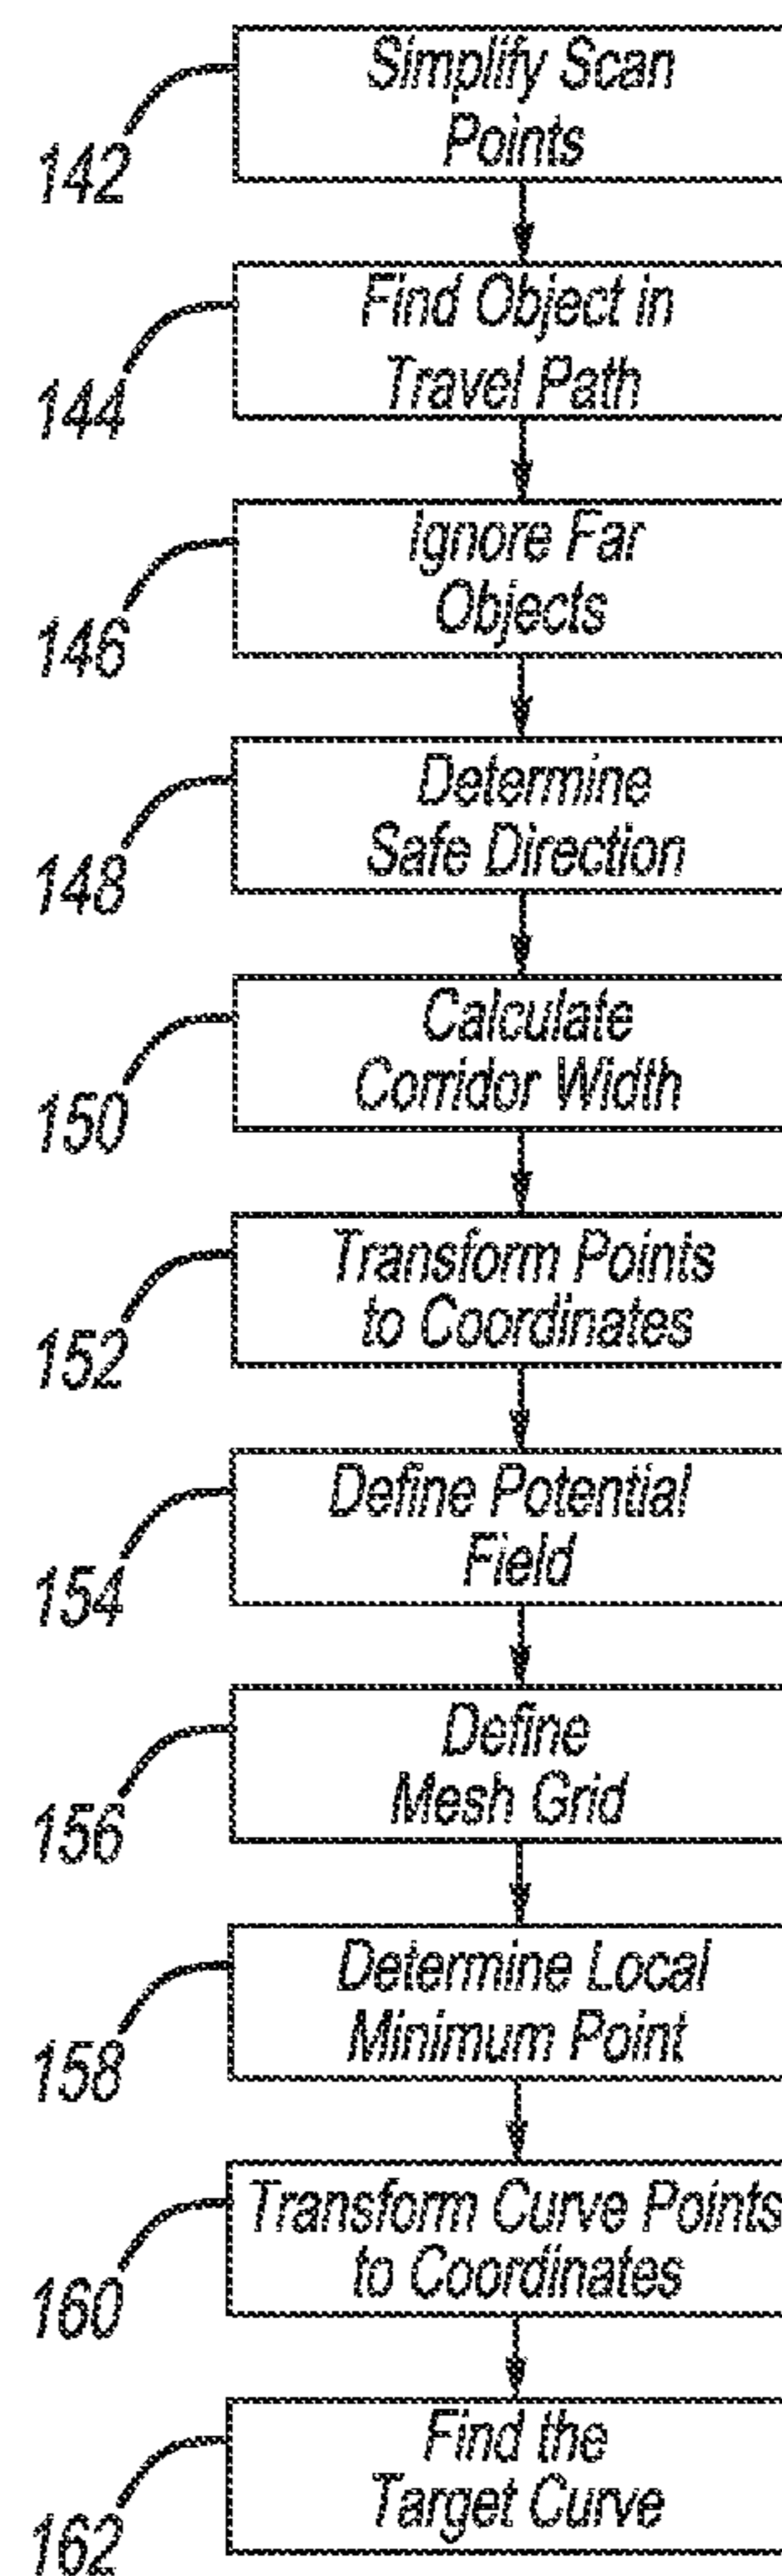 Simplify Scan
Points
142
Find Object in
Travel Path
144
Ignore Far
Objects
146
Determine
Safe Direction
148
Calculate
Corridor Width
150
Transform Points
to Coordinates
152
Define Potential
Field
154
Define
Mesh Grid
156
Determine Local
Minimum Point
158
Transform Curve Points
to Coordinates
160
Find the
Target Curve
162